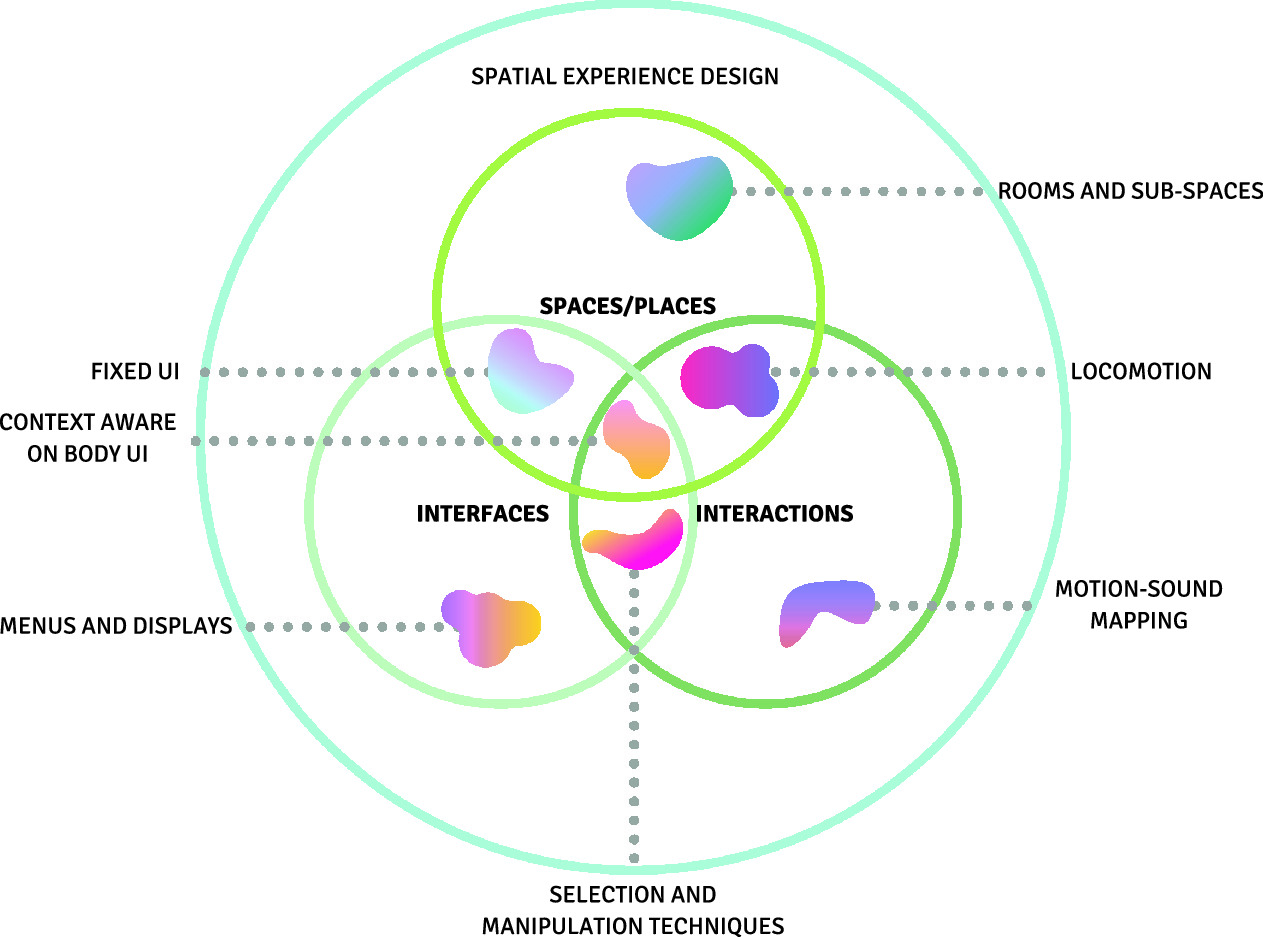 SPATIAL EXPERIENCE DESIGN
ROOMS AND SUB-SPACES
SPACES/PLACES
FIXED UI
LOCOMOTION
CONTEXT AWARE
ON BODY UI
INTERFACES
INTERACTIONS
MOTION-SOUND
MAPPING
MENUS AND DISPLAYS
SELECTION AND
MANIPULATION TECHNIQUES